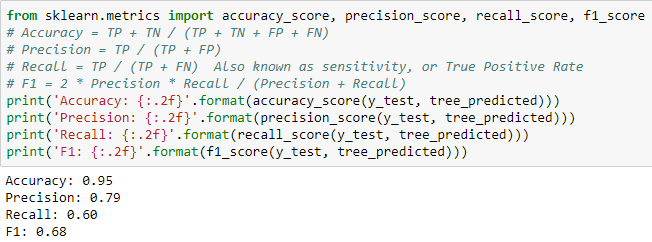 from sklearn.metrics import accuracy_score, precision_score, recall_score, f1_score
# Accuracy = TP + TN / (TP + TN + FP + FN)
# Precision = TP / (TP + FP)
# Recall = TP / (TP + FN)  Also known as sensitivity, or True Positive Rate
# F1 = 2 * Precision * Recall / (Precision + Recall)
print('Accuracy: {:.2f}'.format(accuracy_score(y_test, tree_predicted)))
print('Precision: {:.2f}'.format(precision_score(y_test, tree_predicted)))
print('Recall: {:.2f}'.format(recall_score(y_test, tree_predicted)))
print('F1: {:.2f}'.format(f1_score(y_test, tree_predicted)))
Accuracy: 0.95
Precision: 0.79
Recall: 0.60
F1: 0.68